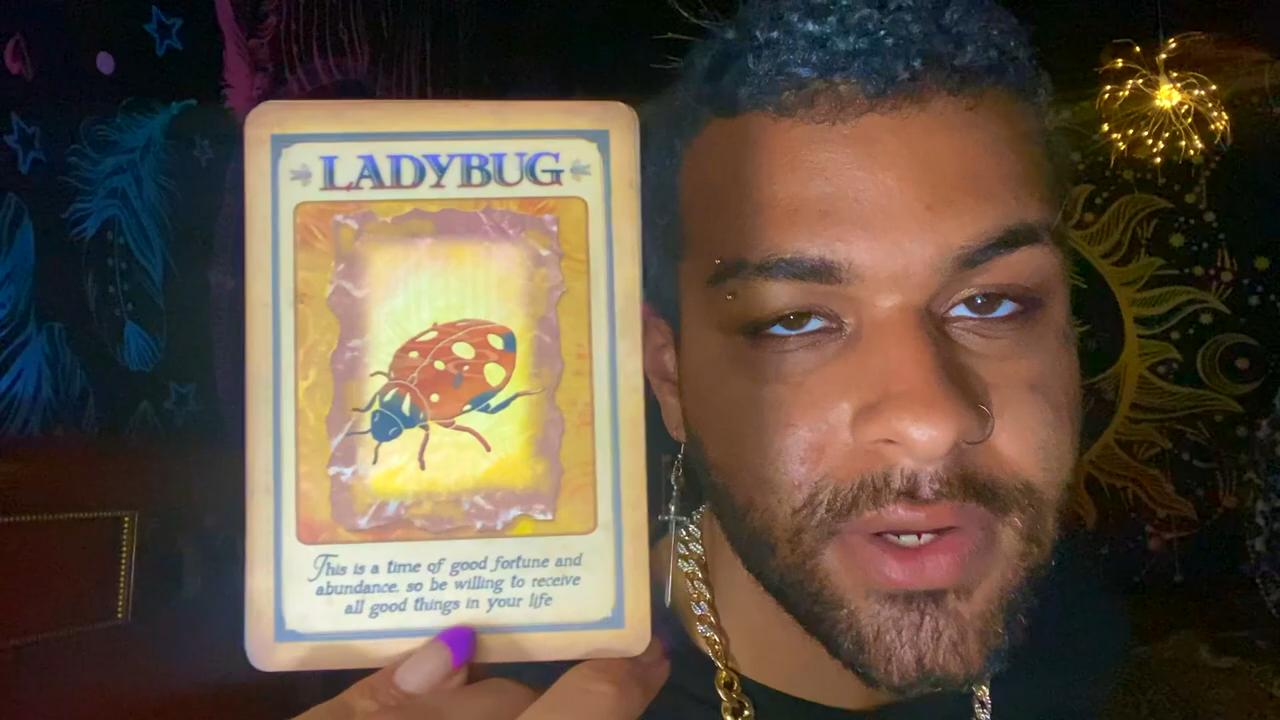 LADYBUG
This is a time of good fortune and
abundance, so be willing to receive
all good things in your life